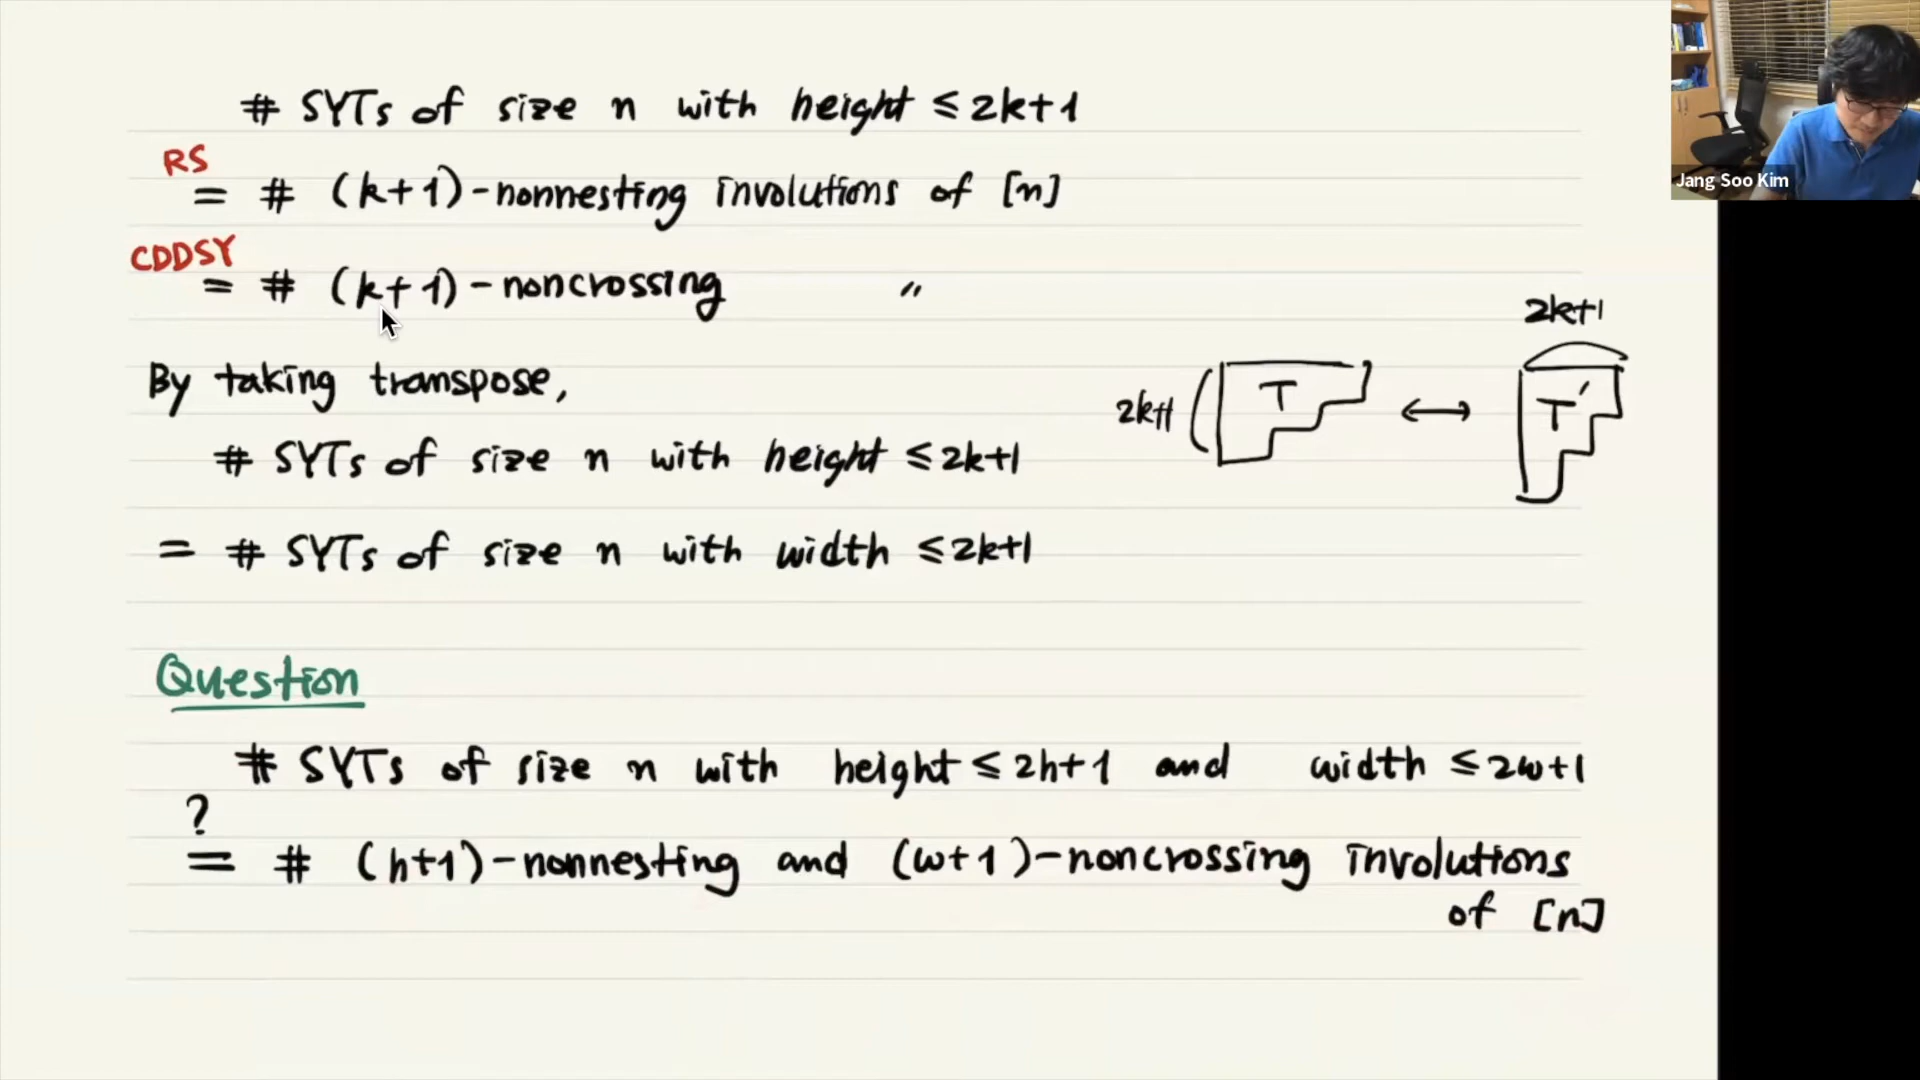 # SYTs of size n with height ≤ 2k+1
RS
= # (k+1)-nonnesting involutions of [n]
CDDSY
= # (k+1)-noncrossing "
By taking transpose,
2k+1 T ↔ T' 2k+1
# SYTs of size n with height ≤ 2k+1
= # SYTs of size n with width ≤ 2k+1
Question
# SYTs of size n with height ≤ 2h+1 and width ≤ 2w+1
?
= # (h+1)-nonnesting and (w+1)-noncrossing involutions
of [n]
Jang Soo Kim